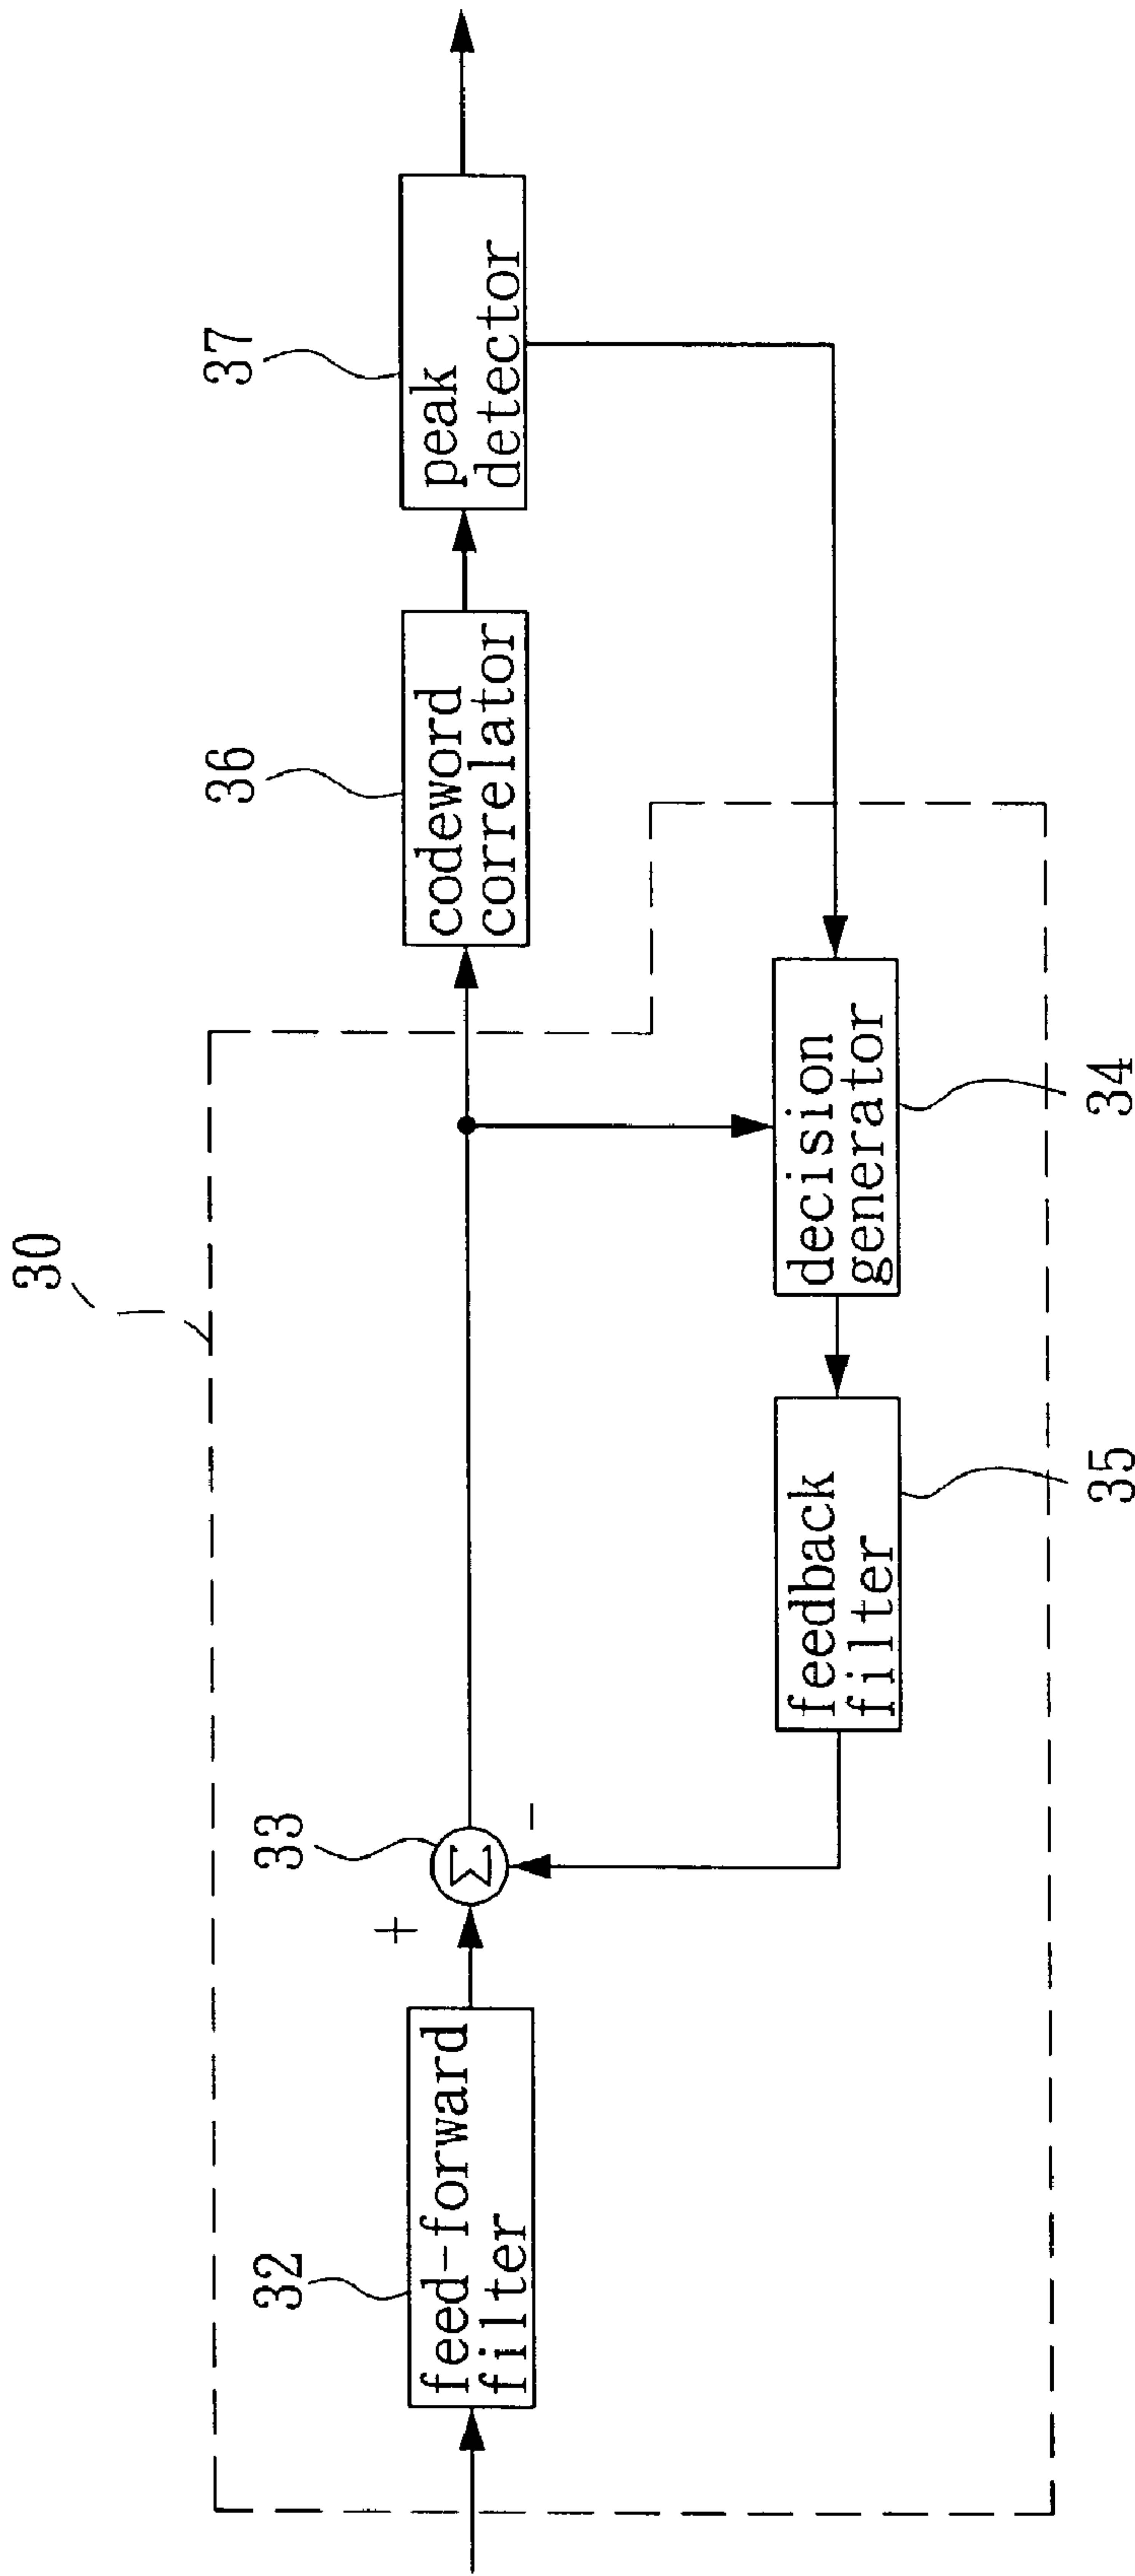 30
32
feed-forward
filter
+
33
Σ
-
36
codeword
correlator
37
peak
detector
35
feedback
filter
34
decision
generator